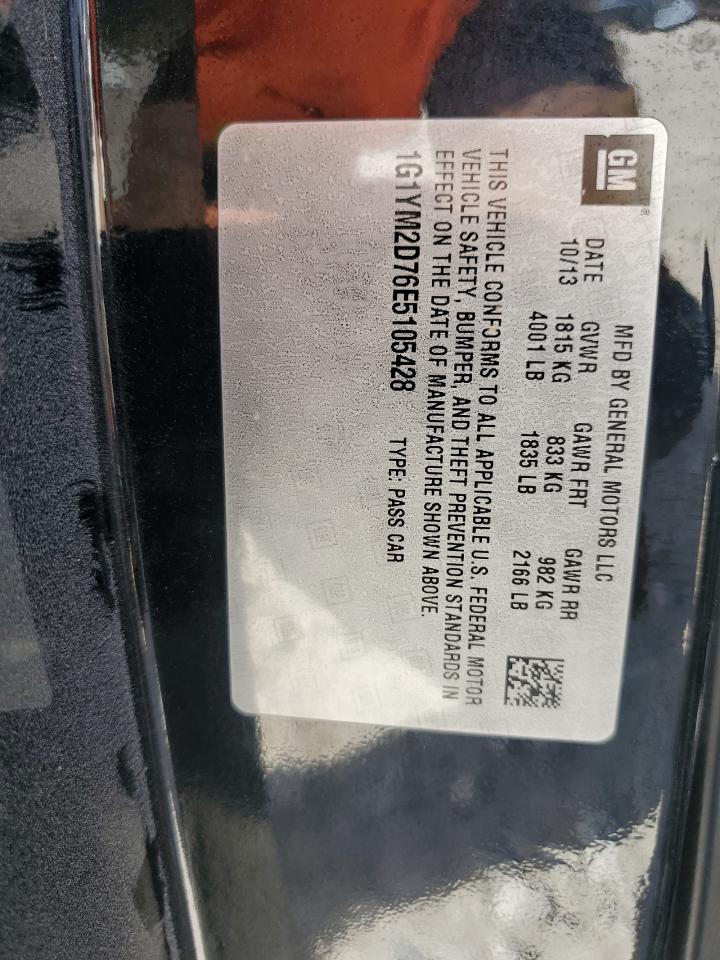 GM
®
MFD BY GENERAL MOTORS LLC
DATE GVWR GAWR FRT GAWR RR
10/13 1815 KG 833 KG 982 KG
4001 LB 1835 LB 2166 LB
THIS VEHICLE CONFORMS TO ALL APPLICABLE U.S. FEDERAL MOTOR
VEHICLE SAFETY, BUMPER, AND THEFT PREVENTION STANDARDS IN
EFFECT ON THE DATE OF MANUFACTURE SHOWN ABOVE.
1G1YM2D76E5105428 TYPE: PASS CAR